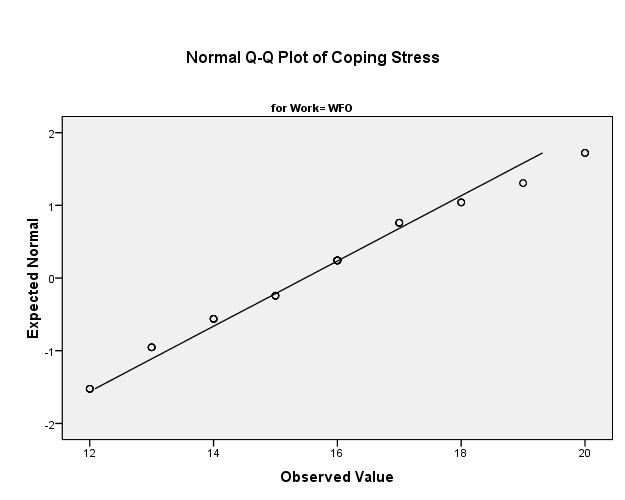 Normal Q-Q Plot of Coping Stress
for Work= WFO
Expected Normal
2
1
0
-1
-2
12
14
16
18
20
Observed Value